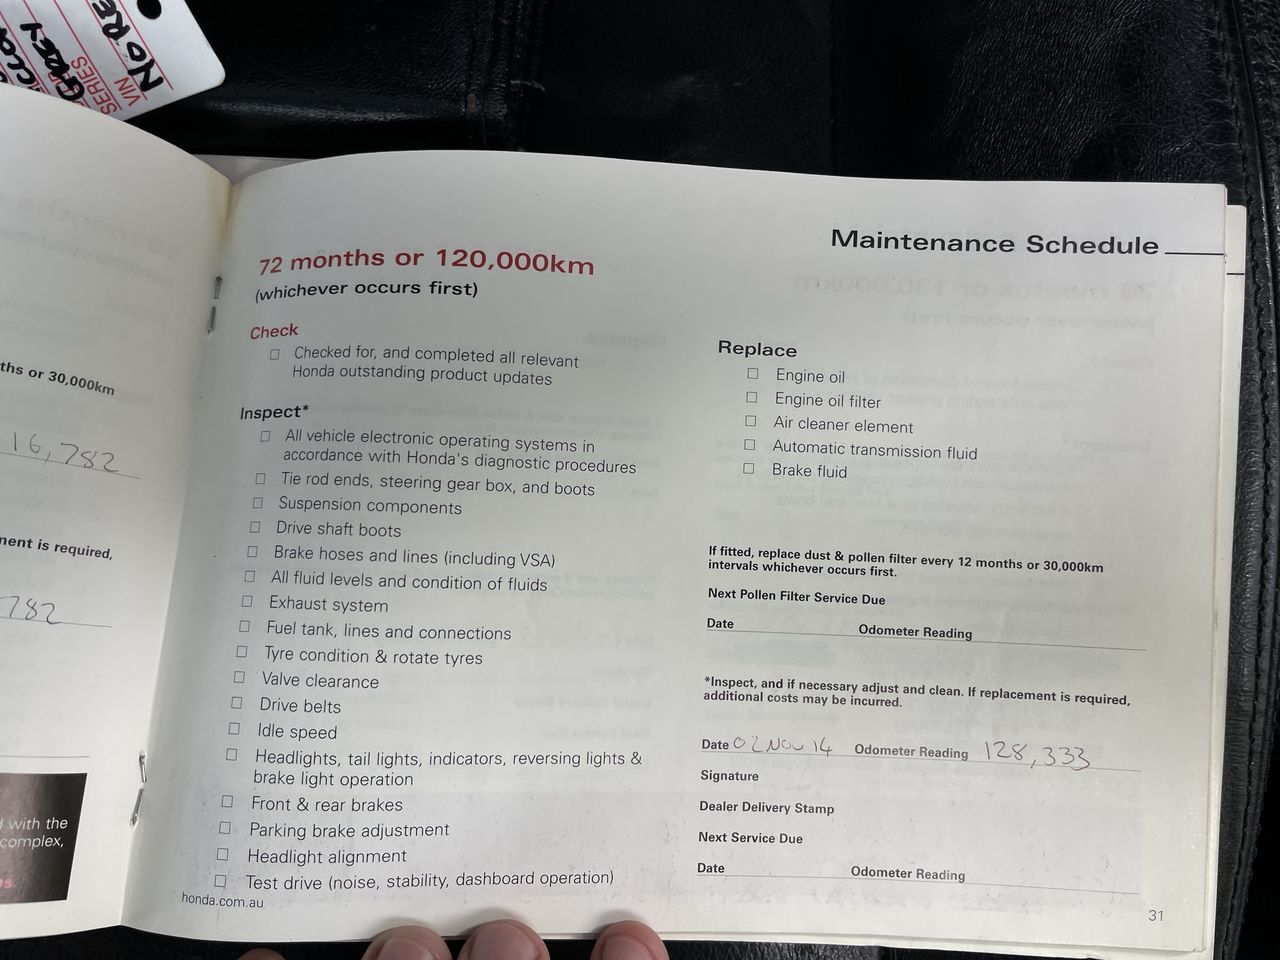 GREY
SERIES
VIN
NO RE
ths or 30,000km
16,782
ment is required,
782
d with the
complex,
Maintenance Schedule
72 months or 120,000km
(whichever occurs first)
Check
☐ Checked for, and completed all relevant
Honda outstanding product updates
Inspect*
☐ All vehicle electronic operating systems in
accordance with Honda's diagnostic procedures
☐ Tie rod ends, steering gear box, and boots
☐ Suspension components
☐ Drive shaft boots
☐ Brake hoses and lines (including VSA)
☐ All fluid levels and condition of fluids
☐ Exhaust system
☐ Fuel tank, lines and connections
☐ Tyre condition & rotate tyres
☐ Valve clearance
☐ Drive belts
☐ Idle speed
☐ Headlights, tail lights, indicators, reversing lights &
brake light operation
☐ Front & rear brakes
☐ Parking brake adjustment
☐ Headlight alignment
☐ Test drive (noise, stability, dashboard operation)
honda.com.au
Replace
☐ Engine oil
☐ Engine oil filter
☐ Air cleaner element
☐ Automatic transmission fluid
☐ Brake fluid
If fitted, replace dust & pollen filter every 12 months or 30,000km
intervals whichever occurs first.
Next Pollen Filter Service Due
Date Odometer Reading
*Inspect, and if necessary adjust and clean. If replacement is required,
additional costs may be incurred.
Date 02 NOV 14 Odometer Reading 128,333
Signature
Dealer Delivery Stamp
Next Service Due
Date Odometer Reading
31